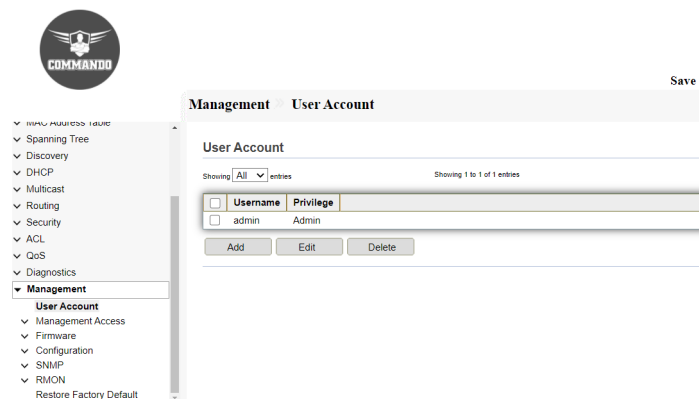 COMMANDO
Save
Management » User Account
MAC Address Table
Spanning Tree
Discovery
DHCP
Multicast
Routing
Security
ACL
QoS
Diagnostics
Management
User Account
Management Access
Firmware
Configuration
SNMP
RMON
Restore Factory Default
User Account
Showing All entries Showing 1 to 1 of 1 entries
Username Privilege
admin Admin
Add Edit Delete